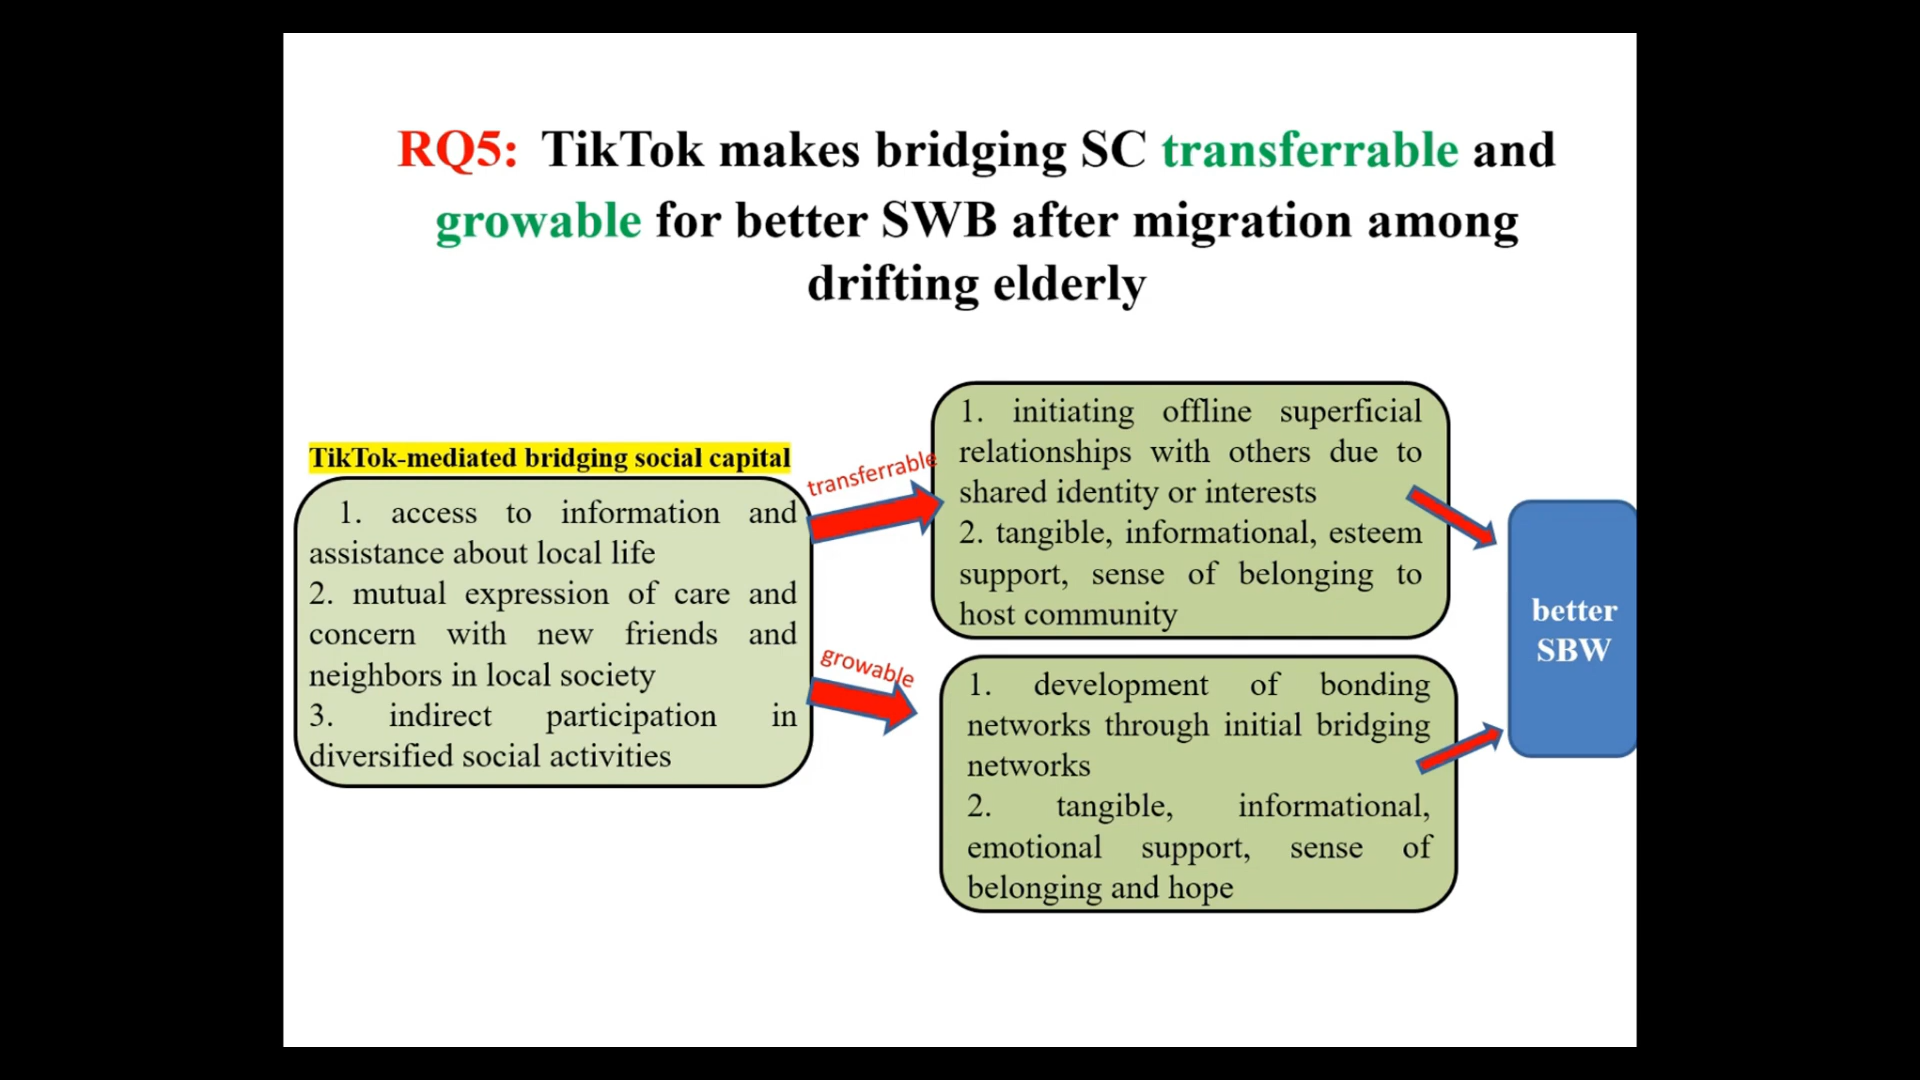 RQ5: TikTok makes bridging SC transferrable and
growable for better SWB after migration among
drifting elderly
TikTok-mediated bridging social capital
1. access to information and
assistance about local life
2. mutual expression of care and
concern with new friends and
neighbors in local society
3. indirect participation in
diversified social activities
transferrable
growable
1. initiating offline superficial
relationships with others due to
shared identity or interests
2. tangible, informational, esteem
support, sense of belonging to
host community
1. development of bonding
networks through initial bridging
networks
2. tangible, informational,
emotional support, sense of
belonging and hope
better
SBW